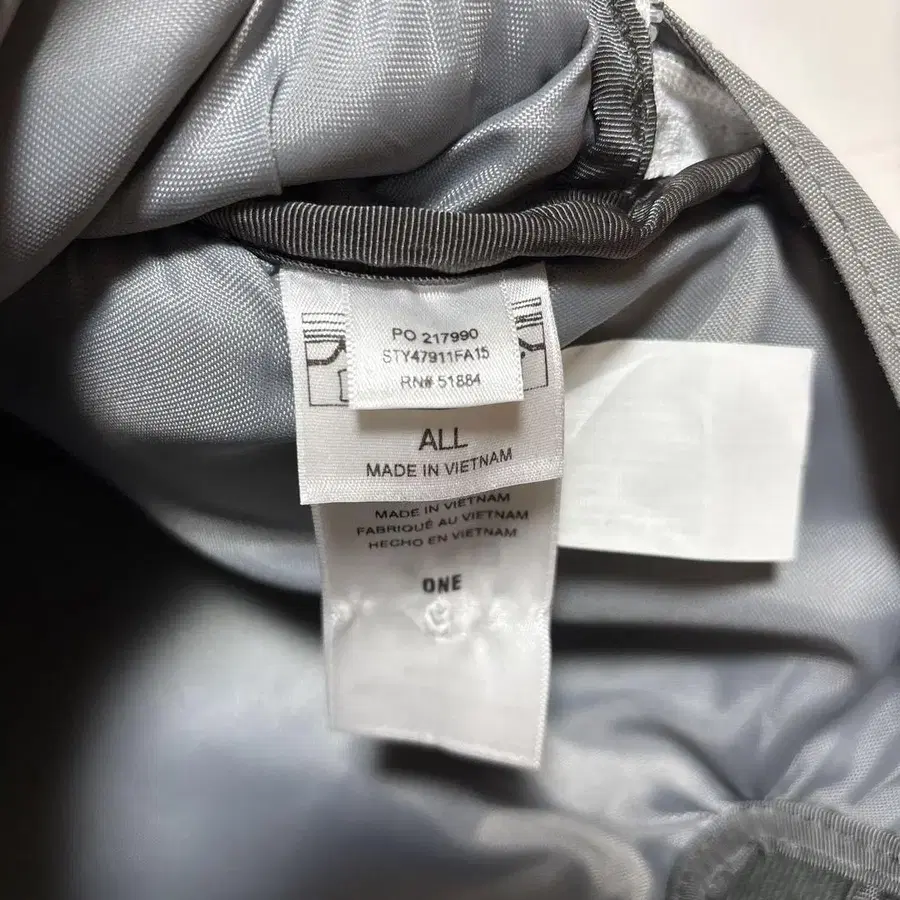 PO 217990
STY47911FA15
RN# 51884
ALL
MADE IN VIETNAM
MADE IN VIETNAM
FABRIQUÉ AU VIETNAM
HECHO EN VIETNAM
ONE